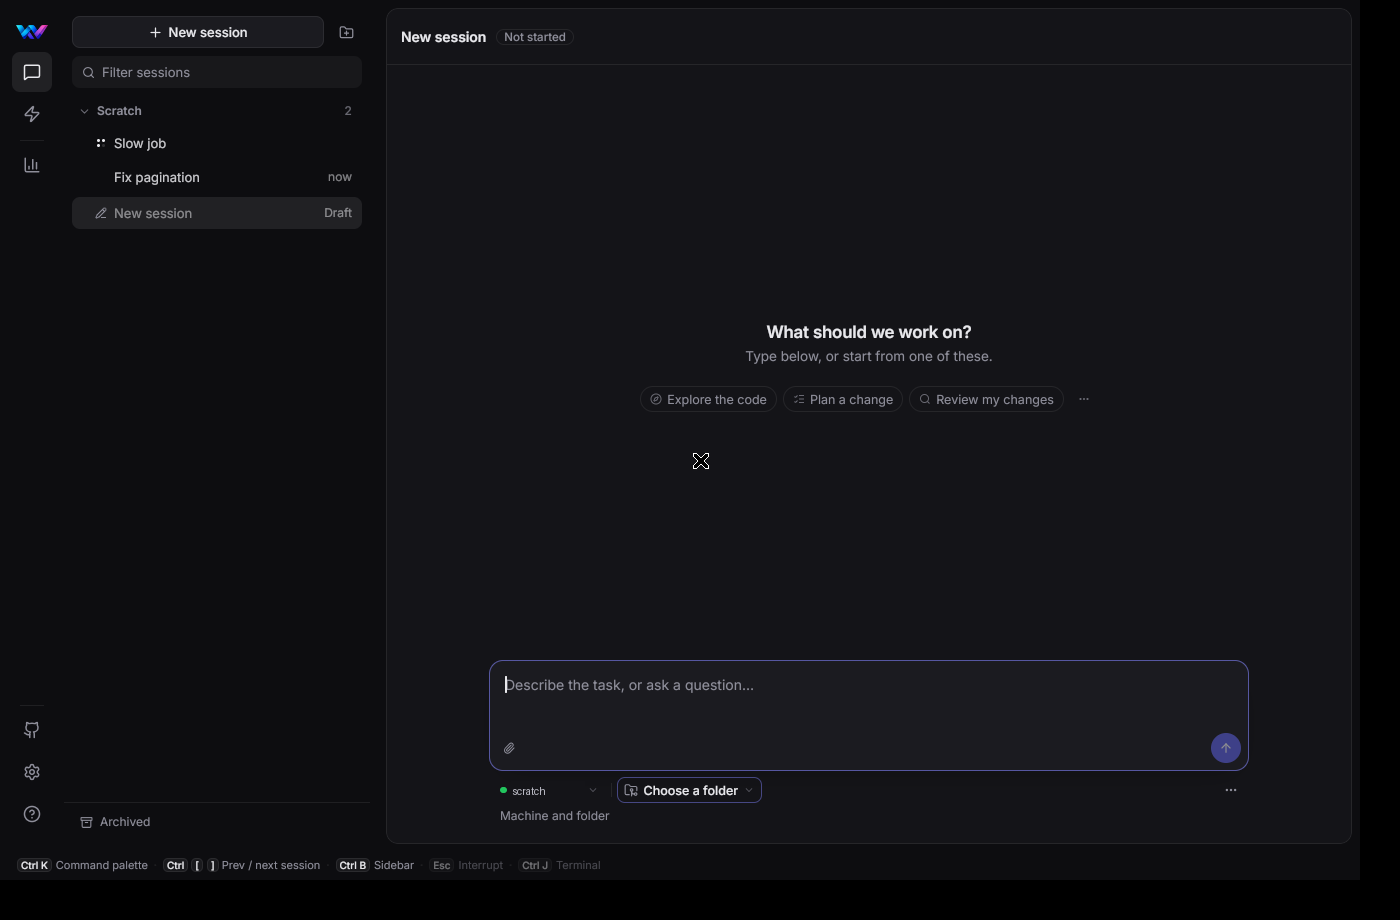 New session
Filter sessions
Scratch 2
Slow job
Fix pagination now
New session Draft
Archived
New session Not started
What should we work on?
Type below, or start from one of these.
Explore the code Plan a change Review my changes ...
Describe the task, or ask a question...
scratch Choose a folder ...
Machine and folder
Ctrl K Command palette · Ctrl [ ] Prev / next session · Ctrl B Sidebar · Esc Interrupt · Ctrl J Terminal